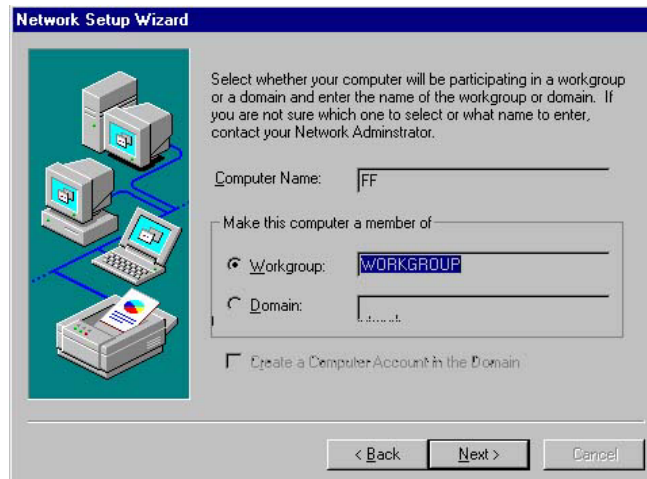 Network Setup Wizard
Select whether your computer will be participating in a workgroup
or a domain and enter the name of the workgroup or domain. If
you are not sure which one to select or what name to enter,
contact your Network Adminstrator.
Computer Name: FF
Make this computer a member of
Workgroup: WORKGROUP
Domain:
Create a Computer Account in the Domain
< Back Next > Cancel